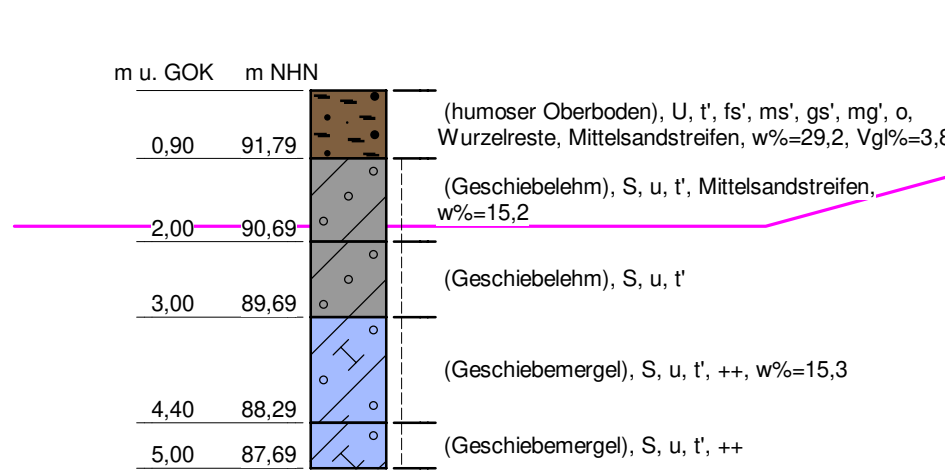 m u. GOK m NHN
(humoser Oberboden), U, t', fs', ms', gs', mg', o,
0,90 91,79 Wurzelreste, Mittelsandstreifen, w%=29,2, Vgl%=3,8
(Geschiebelehm), S, u, t', Mittelsandstreifen,
w%=15,2
2,00 90,69
(Geschiebelehm), S, u, t'
3,00 89,69
(Geschiebemergel), S, u, t', ++, w%=15,3
4,40 88,29
(Geschiebemergel), S, u, t', ++
5,00 87,69